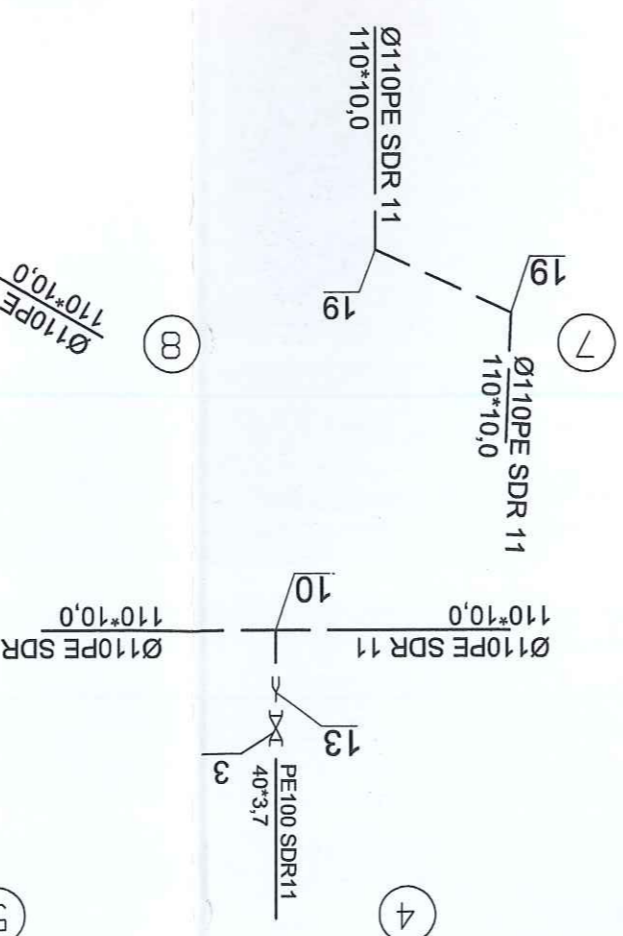 Ø110PE SDR 11
110*10,0
19
19
7
Ø110PE SDR 11
110*10,0
Ø110PE
110*10,0
8
10
Ø110PE SDR
110*10,0
Ø110PE SDR 11
110*10,0
13
3
PE100 SDR11
40*3,7
4